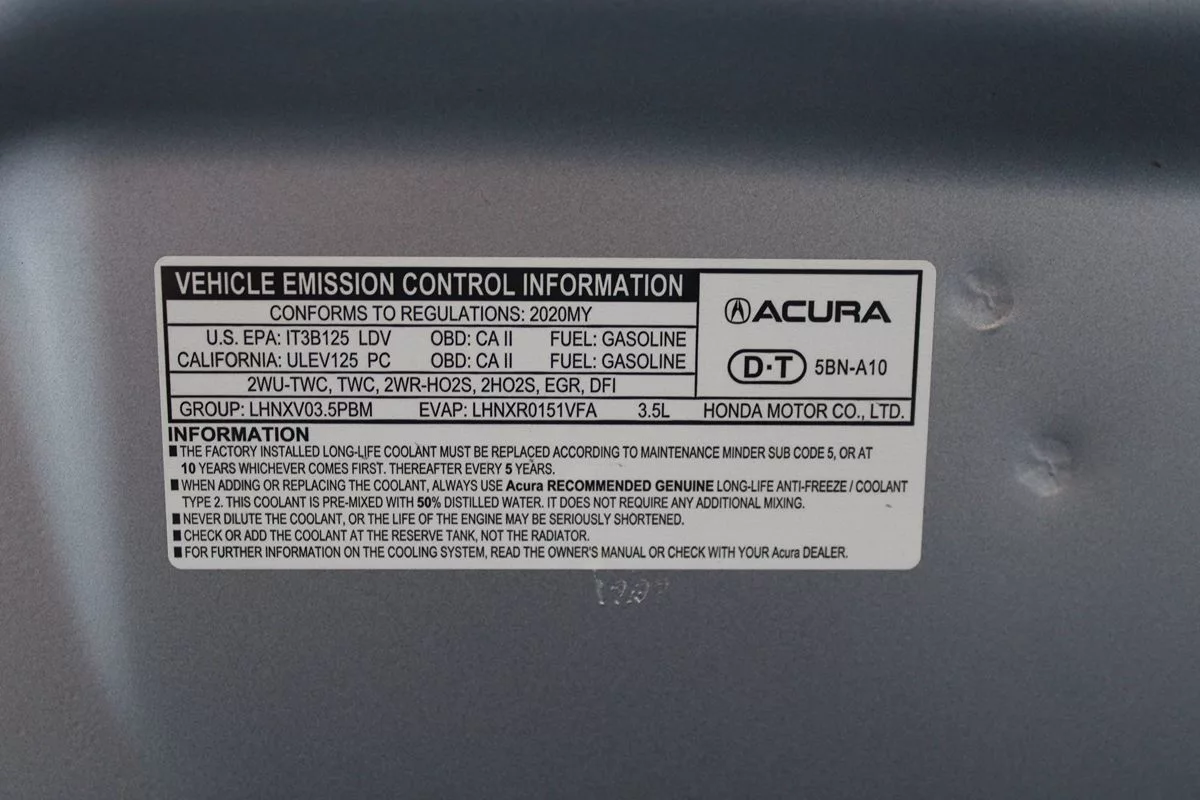 VEHICLE EMISSION CONTROL INFORMATION
CONFORMS TO REGULATIONS: 2020MY
U.S. EPA: IT3B125 LDV OBD: CA II FUEL: GASOLINE
CALIFORNIA: ULEV125 PC OBD: CA II FUEL: GASOLINE
2WU-TWC, TWC, 2WR-HO2S, 2HO2S, EGR, DFI
GROUP: LHNXV03.5PBM EVAP: LHNXR0151VFA 3.5L
ACURA
D·T 5BN-A10
HONDA MOTOR CO., LTD.
INFORMATION
■ THE FACTORY INSTALLED LONG-LIFE COOLANT MUST BE REPLACED ACCORDING TO MAINTENANCE MINDER SUB CODE 5, OR AT
10 YEARS WHICHEVER COMES FIRST. THEREAFTER EVERY 5 YEARS.
■ WHEN ADDING OR REPLACING THE COOLANT, ALWAYS USE Acura RECOMMENDED GENUINE LONG-LIFE ANTI-FREEZE / COOLANT
TYPE 2. THIS COOLANT IS PRE-MIXED WITH 50% DISTILLED WATER. IT DOES NOT REQUIRE ANY ADDITIONAL MIXING.
■ NEVER DILUTE THE COOLANT, OR THE LIFE OF THE ENGINE MAY BE SERIOUSLY SHORTENED.
■ CHECK OR ADD THE COOLANT AT THE RESERVE TANK, NOT THE RADIATOR.
■ FOR FURTHER INFORMATION ON THE COOLING SYSTEM, READ THE OWNER'S MANUAL OR CHECK WITH YOUR Acura DEALER.